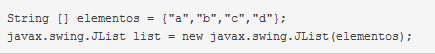 String [] elementos = {"a","b","c","d"};
javax.swing.JList list = new javax.swing.JList(elementos);